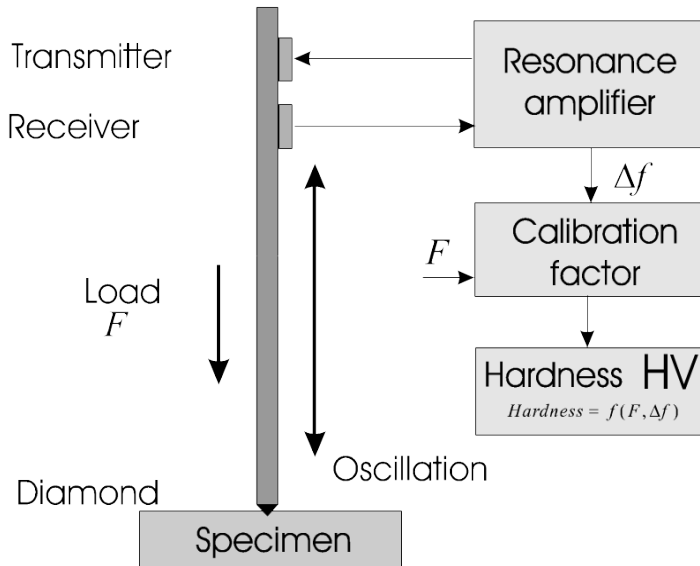 Transmitter
Receiver
Load
F
Diamond
Oscillation
Specimen
Resonance
amplifier
Δf
F
Calibration
factor
Hardness HV
Hardness = f(F,Δf)